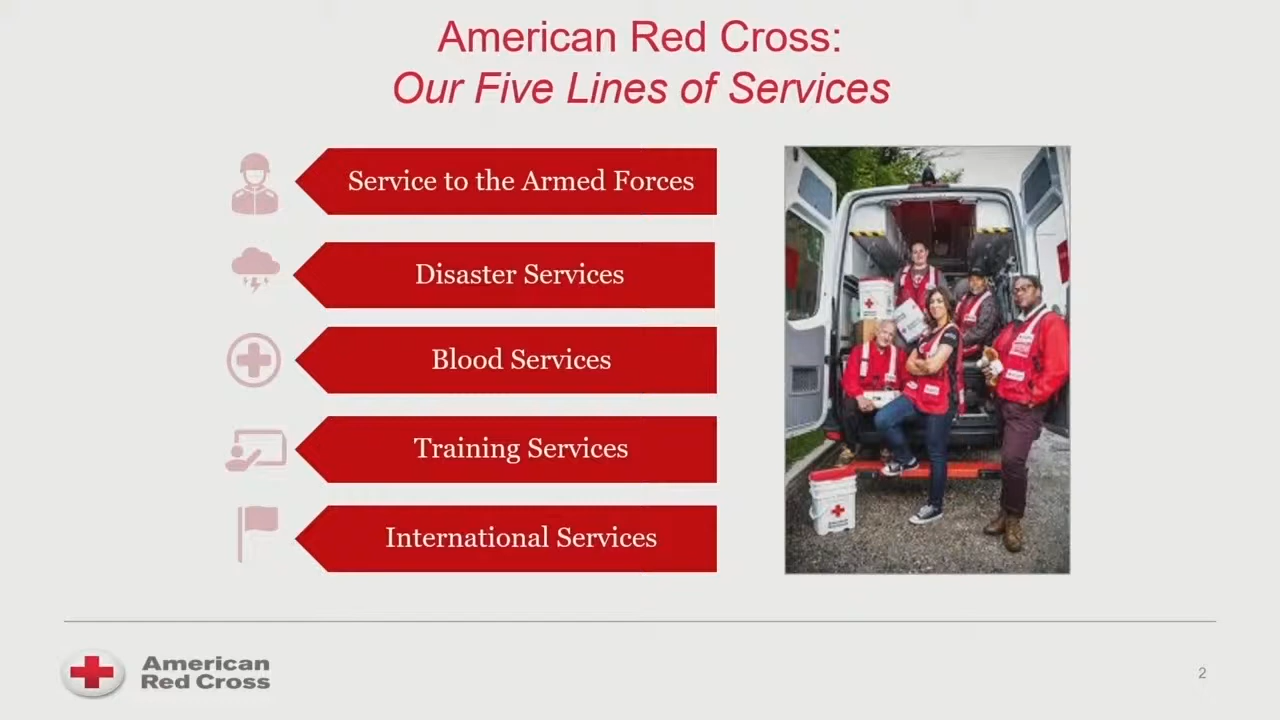 American Red Cross:
Our Five Lines of Services
Service to the Armed Forces
Disaster Services
Blood Services
Training Services
International Services
American
Red Cross
2